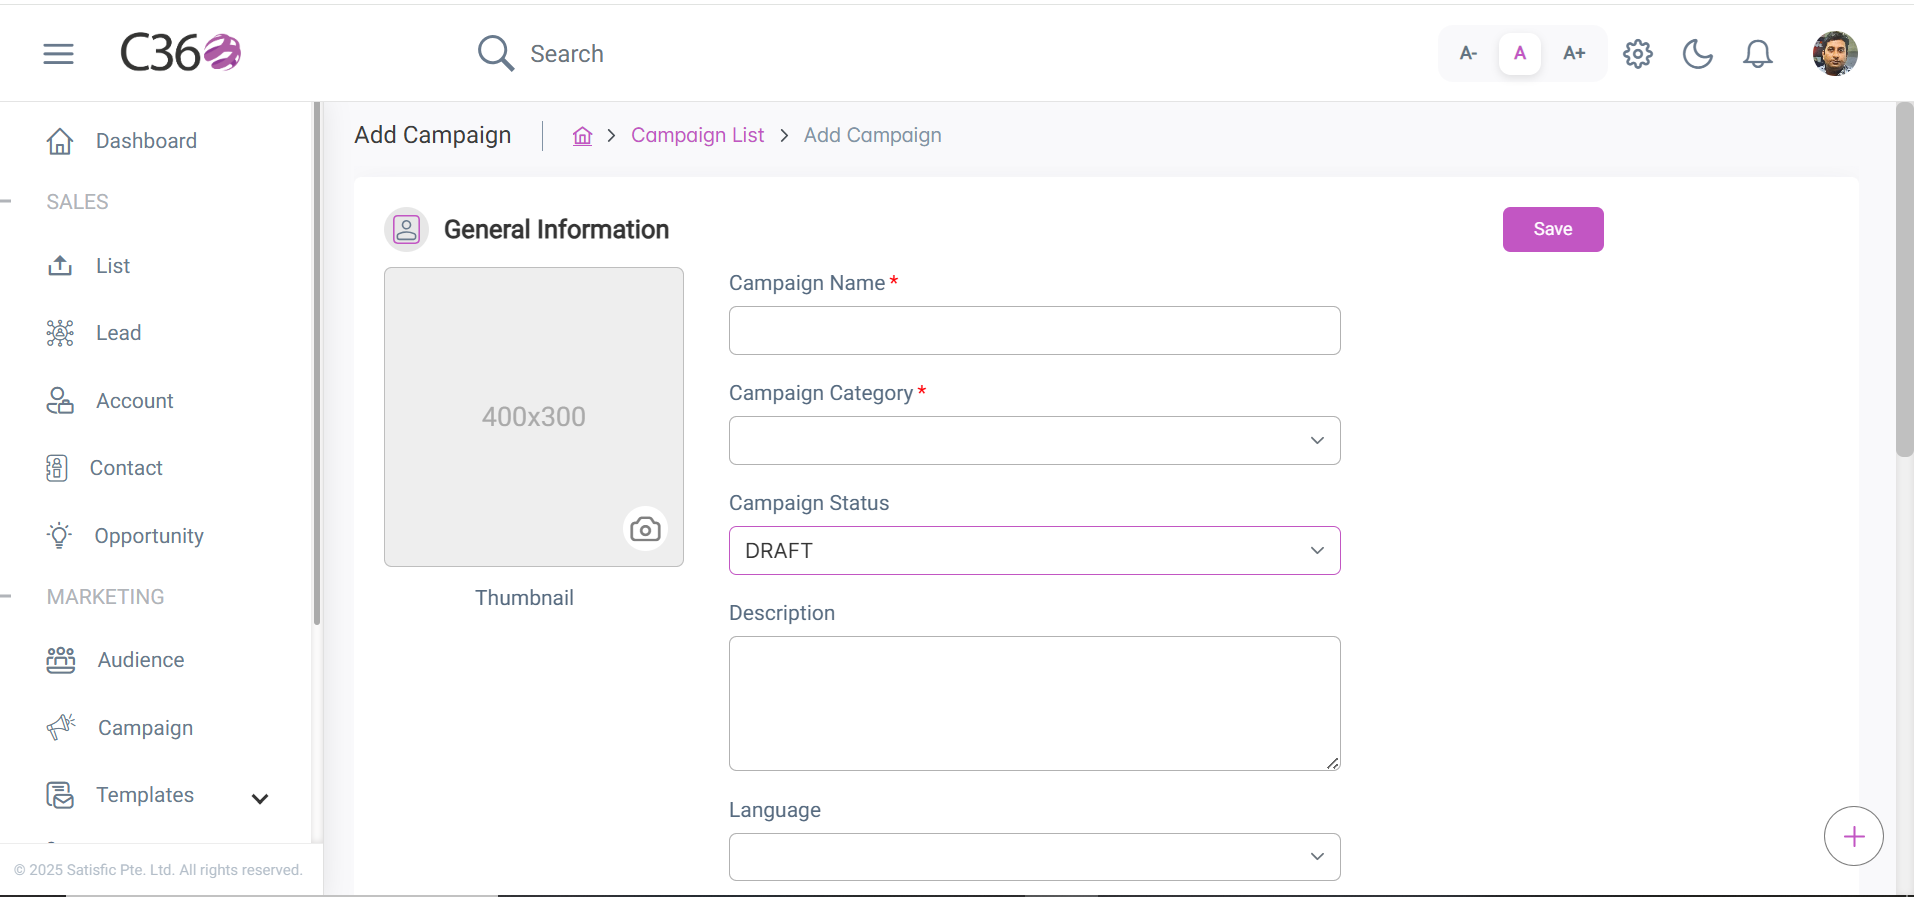 C360
Search
A-
A
A+
Dashboard
SALES
List
Lead
Account
Contact
Opportunity
MARKETING
Audience
Campaign
Templates
© 2025 Satisfic Pte. Ltd. All rights reserved.
Add Campaign
Campaign List
Add Campaign
General Information
Save
400x300
Thumbnail
Campaign Name *
Campaign Category *
Campaign Status
DRAFT
Description
Language